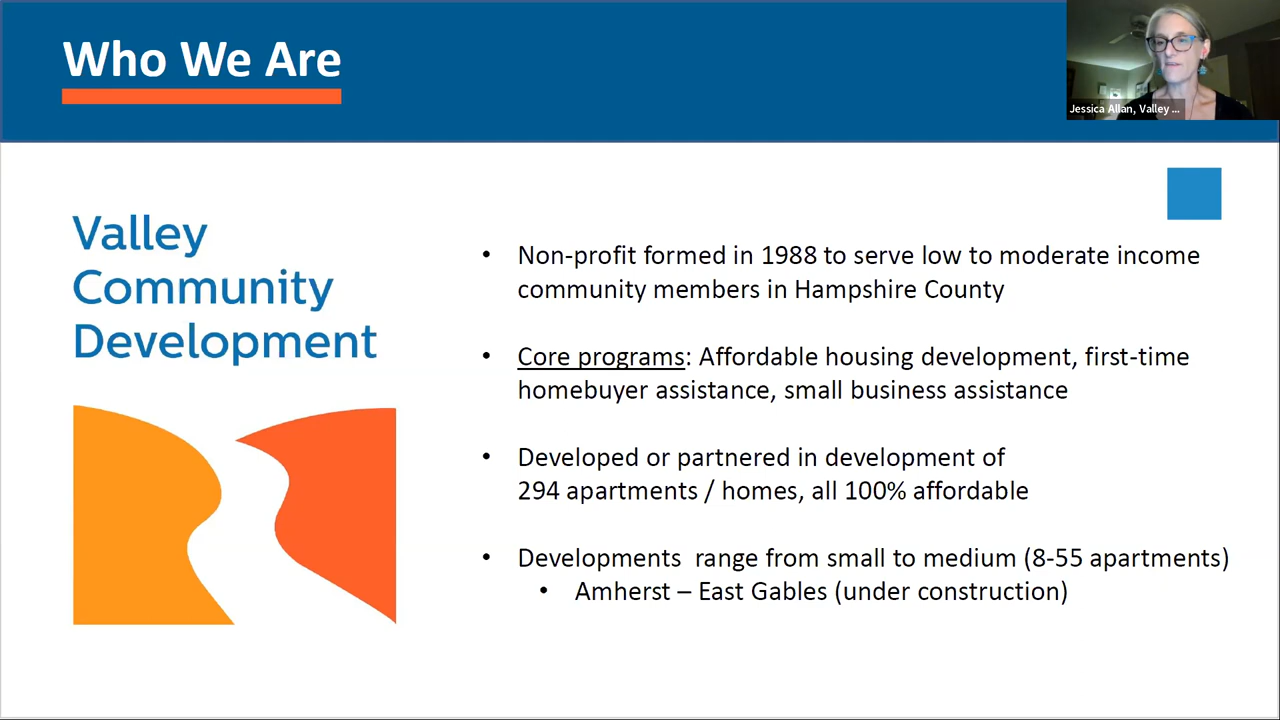 Who We Are
Jessica Allan, Valley ...
Valley
Community
Development
• Non-profit formed in 1988 to serve low to moderate income
community members in Hampshire County
• Core programs: Affordable housing development, first-time
homebuyer assistance, small business assistance
• Developed or partnered in development of
294 apartments / homes, all 100% affordable
• Developments range from small to medium (8-55 apartments)
• Amherst – East Gables (under construction)